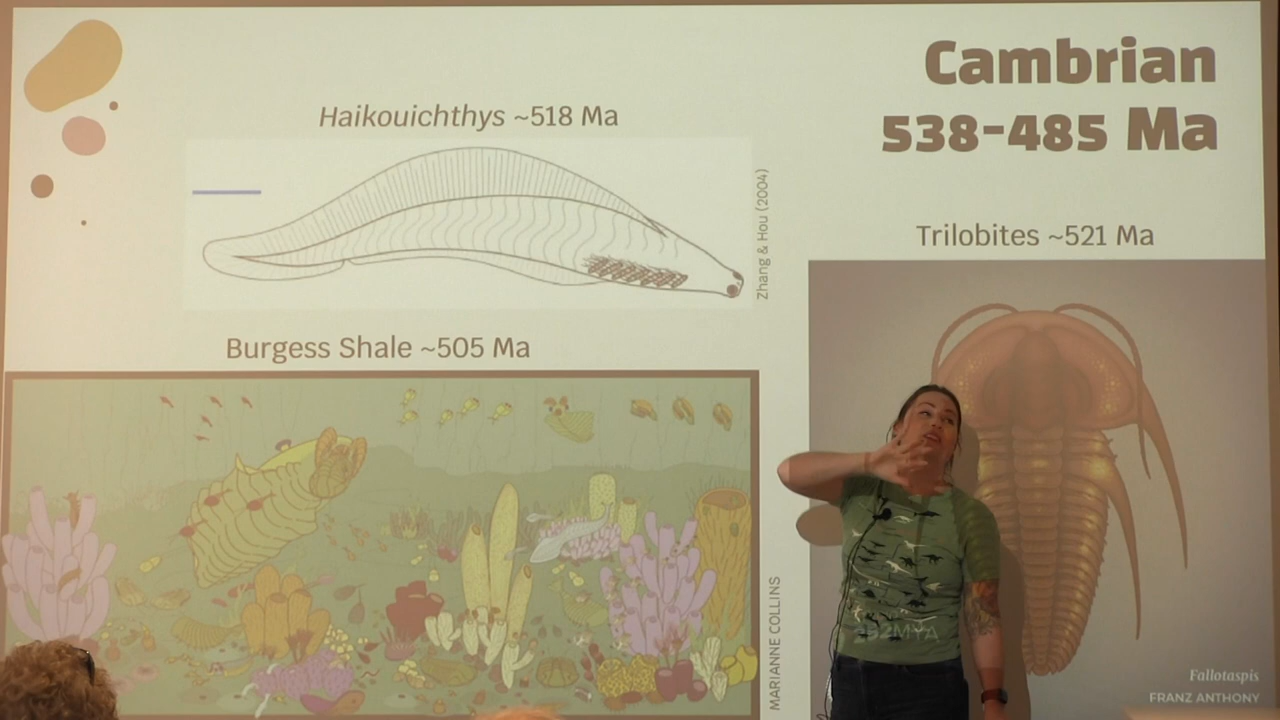 Cambrian
538-485 Ma
Haikouichthys ~518 Ma
Zhang & Hou (2004)
Trilobites ~521 Ma
Burgess Shale ~505 Ma
MARIANNE COLLINS
252MYA
Fallotaspis
FRANZ ANTHONY